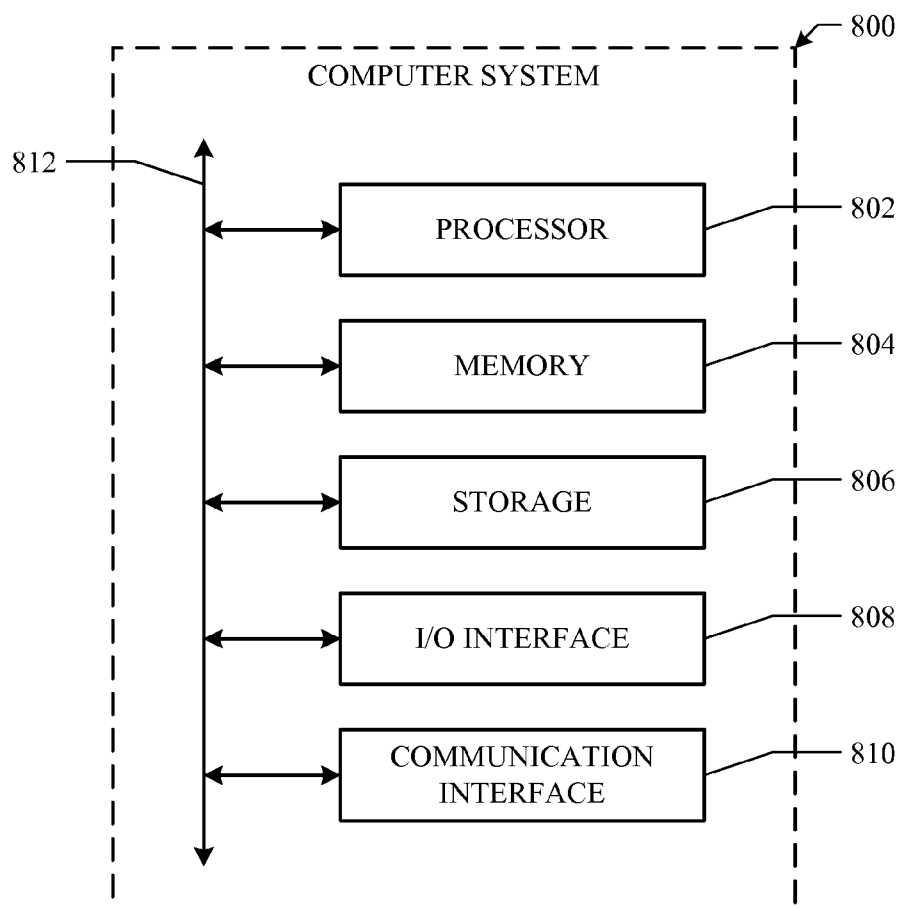 800
COMPUTER SYSTEM
812
802
PROCESSOR
804
MEMORY
806
STORAGE
808
I/O INTERFACE
810
COMMUNICATION
INTERFACE